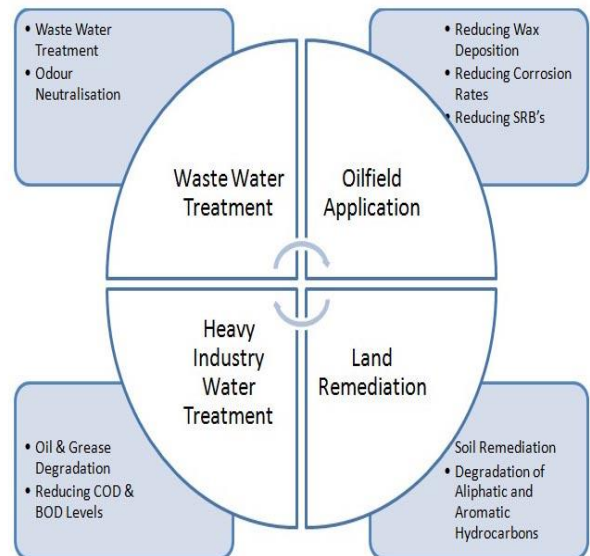 • Waste Water
Treatment
• Odour
Neutralisation
• Reducing Wax
Deposition
• Reducing Corrosion
Rates
• Reducing SRB's
Waste Water
Treatment
Oilfield
Application
Heavy
Industry
Water
Treatment
Land
Remediation
• Oil & Grease
Degradation
• Reducing COD &
BOD Levels
Soil Remediation
• Degradation of
Aliphatic and
Aromatic
Hydrocarbons